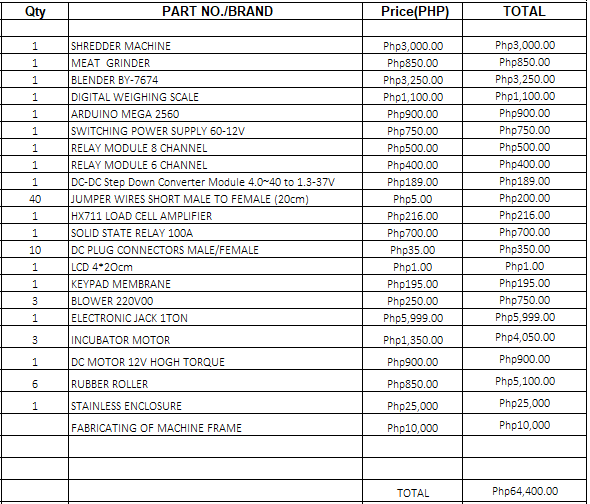 Qty PART NO./BRAND Price(PHP) TOTAL
1 SHREDDER MACHINE Php3,000.00 Php3,000.00
1 MEAT GRINDER Php850.00 Php850.00
1 BLENDER BY-7674 Php3,250.00 Php3,250.00
1 DIGITAL WEIGHING SCALE Php1,100.00 Php1,100.00
1 ARDUINO MEGA 2560 Php900.00 Php900.00
1 SWITCHING POWER SUPPLY 60-12V Php750.00 Php750.00
1 RELAY MODULE 8 CHANNEL Php500.00 Php500.00
1 RELAY MODULE 6 CHANNEL Php400.00 Php400.00
1 DC-DC Step Down Converter Module 4.0~40 to 1.3-37V Php189.00 Php189.00
40 JUMPER WIRES SHORT MALE TO FEMALE (20cm) Php5.00 Php200.00
1 HX711 LOAD CELL AMPLIFIER Php216.00 Php216.00
1 SOLID STATE RELAY 100A Php700.00 Php700.00
10 DC PLUG CONNECTORS MALE/FEMALE Php35.00 Php350.00
1 LCD 4*2Ocm Php1.00 Php1.00
1 KEYPAD MEMBRANE Php195.00 Php195.00
3 BLOWER 220V00 Php250.00 Php750.00
1 ELECTRONIC JACK 1TON Php5,999.00 Php5,999.00
3 INCUBATOR MOTOR Php1,350.00 Php4,050.00
1 DC MOTOR 12V HOGH TORQUE Php900.00 Php900.00
6 RUBBER ROLLER Php850.00 Php5,100.00
1 STAINLESS ENCLOSURE Php25,000 Php25,000
FABRICATING OF MACHINE FRAME Php10,000 Php10,000
TOTAL Php64,400.00